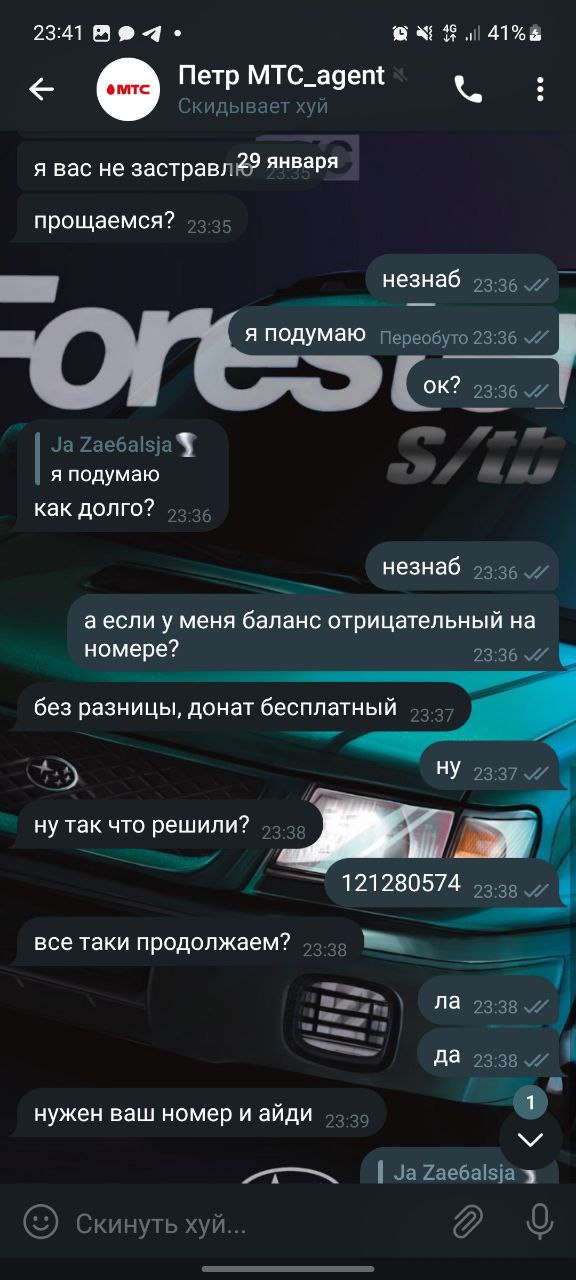 23:41
4G
41%
МТС
Петр МТС_agent
Скидывает хуй
29 января
я вас не заставлю 23:35
прощаемся? 23:35
незнаб 23:36
я подумаю Переобуто 23:36
ок? 23:36
Ja Zae6alsja
я подумаю
как долго? 23:36
незнаб 23:36
а если у меня баланс отрицательный на
номере? 23:36
без разницы, донат бесплатный 23:37
ну 23:37
ну так что решили? 23:38
121280574 23:38
все таки продолжаем? 23:38
ла 23:38
да 23:38
нужен ваш номер и айди 23:39
1
Ja Zae6alsja
Скинуть хуй...
Forester
S/tb